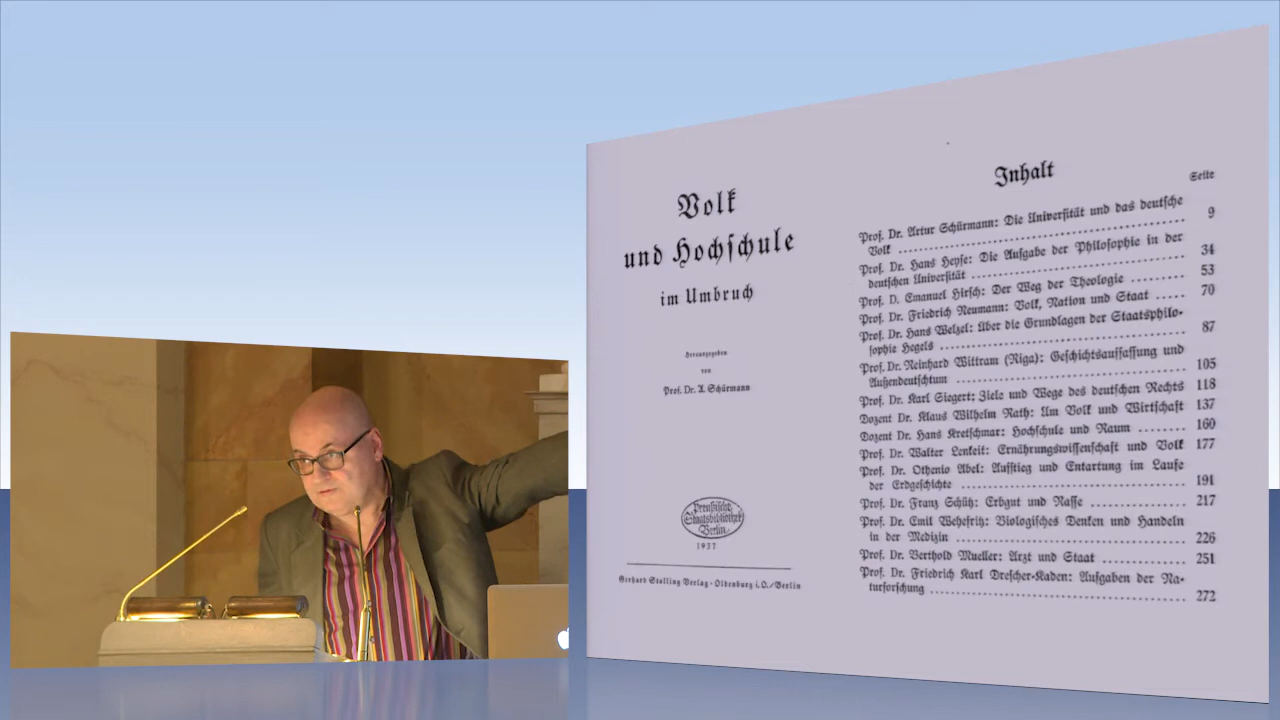 Volk
und Hochschule
im Umbruch
Herausgegeben
von
Prof. Dr. A. Schürmann
Preußische
Staatsbibliothek
Berlin
1937
Gerhard Stalling Verlag · Oldenburg i. O./Berlin
Inhalt
Seite
Prof. Dr. Artur Schürmann: Die Universität und das deutsche
Volk ........ 9
Prof. Dr. Hans Heyse: Die Aufgabe der Philosophie in der
deutschen Universität ........ 34
Prof. D. Emanuel Hirsch: Der Weg der Theologie ........ 53
Prof. Dr. Friedrich Neumann: Volk, Nation und Staat ..... 70
Prof. Dr. Hans Welzel: Über die Grundlagen der Staatsphilo-
sophie Hegels ........ 87
Prof. Dr. Reinhard Wittram (Riga): Geschichtsauffassung und
Außendeutschtum ........ 105
Prof. Dr. Karl Siegert: Ziele und Wege des deutschen Rechts 118
Dozent Dr. Klaus Wilhelm Rath: Um Volk und Wirtschaft 137
Dozent Dr. Hans Kretschmar: Hochschule und Raum ........ 160
Prof. Dr. Walter Lenkeit: Ernährungswissenschaft und Volk 177
Prof. Dr. Othenio Abel: Aufstieg und Entartung im Laufe
der Erdgeschichte ........ 191
Prof. Dr. Franz Schütz: Erbgut und Rasse ........ 217
Prof. Dr. Emil Wehefritz: Biologisches Denken und Handeln
in der Medizin ........ 226
Prof. Dr. Berthold Mueller: Arzt und Staat ........ 251
Prof. Dr. Friedrich Karl Drescher-Kaden: Aufgaben der Na-
turforschung ........ 272